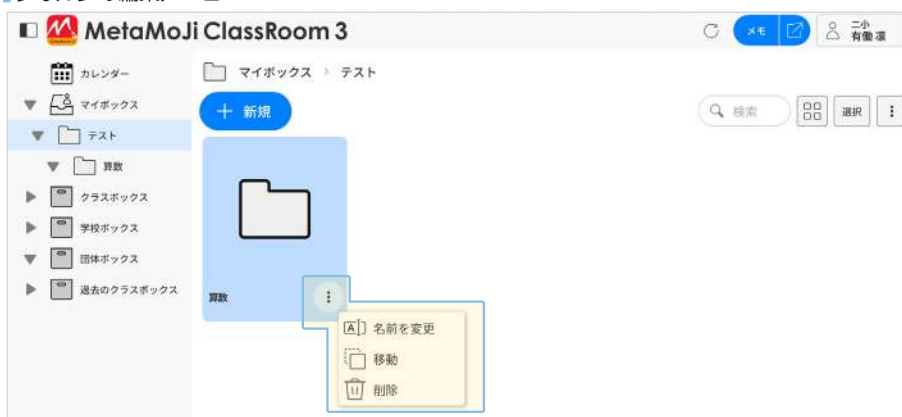 MetaMoJi ClassRoom 3
メモ
二小
有働 凛
カレンダー
マイボックス
テスト
算数
クラスボックス
学校ボックス
団体ボックス
過去のクラスボックス
マイボックス > テスト
+ 新規
検索
選択
算数
名前を変更
移動
削除